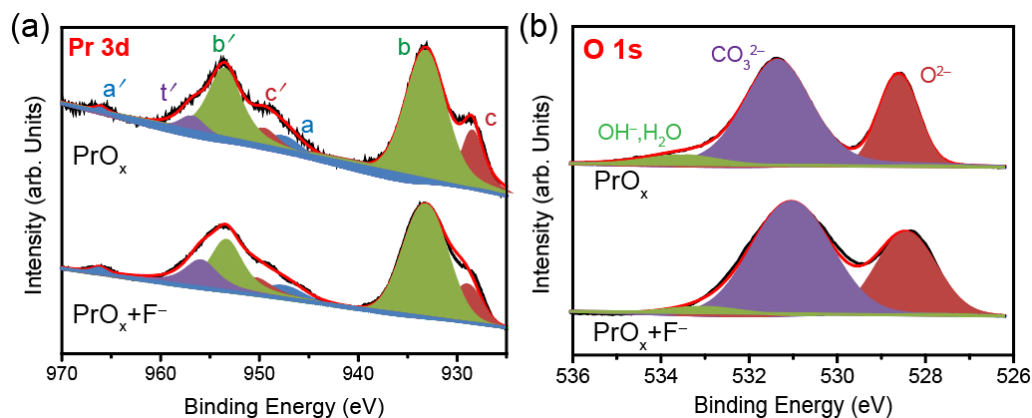 (a)
Pr 3d
a′
t′
b′
c′
a
b
c
PrOₓ
PrOₓ+F⁻
Intensity (arb. Units)
970 960 950 940 930
Binding Energy (eV)
(b)
O 1s
CO₃²⁻
O²⁻
OH⁻,H₂O
PrOₓ
PrOₓ+F⁻
Intensity (arb. Units)
536 534 532 530 528 526
Binding Energy (eV)